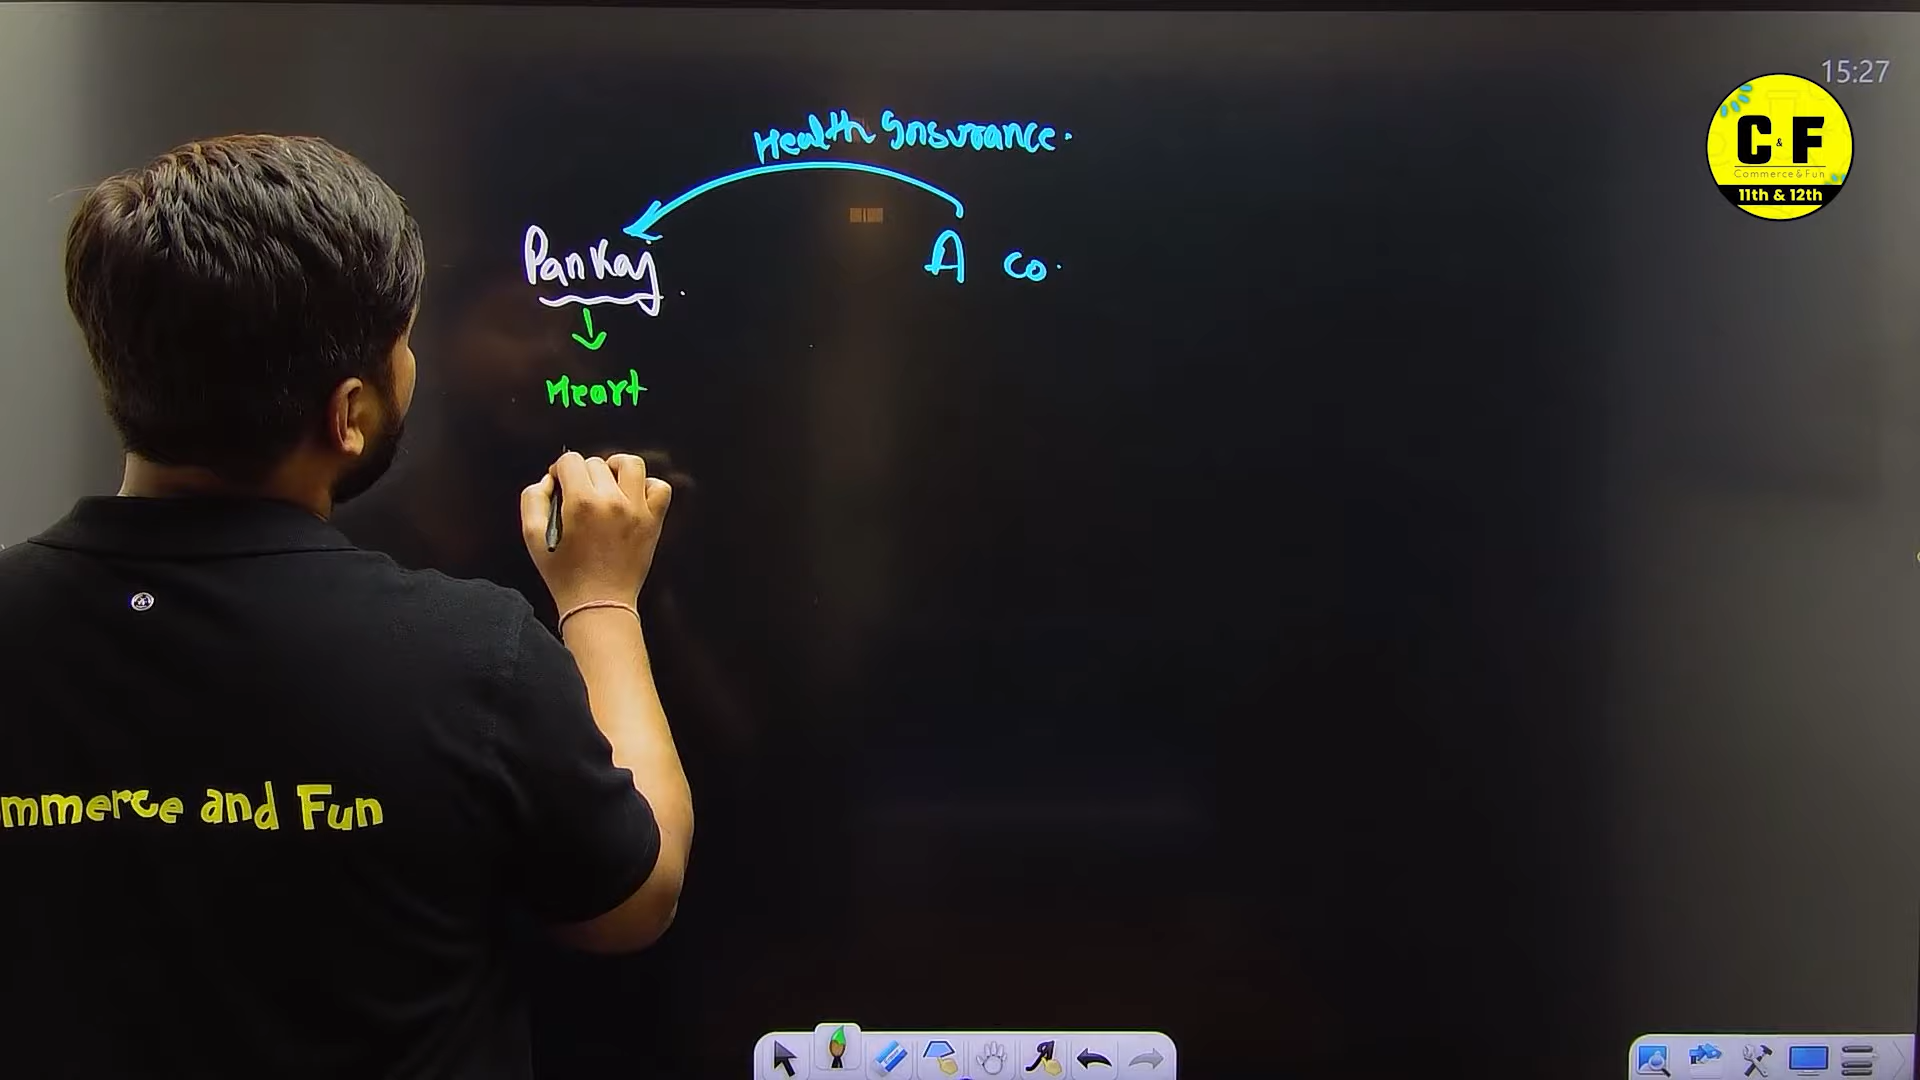 15:27
C & F
Commerce & Fun
11th & 12th
Health Insurance.
Pankaj
A co.
Heart
mmerce and Fun